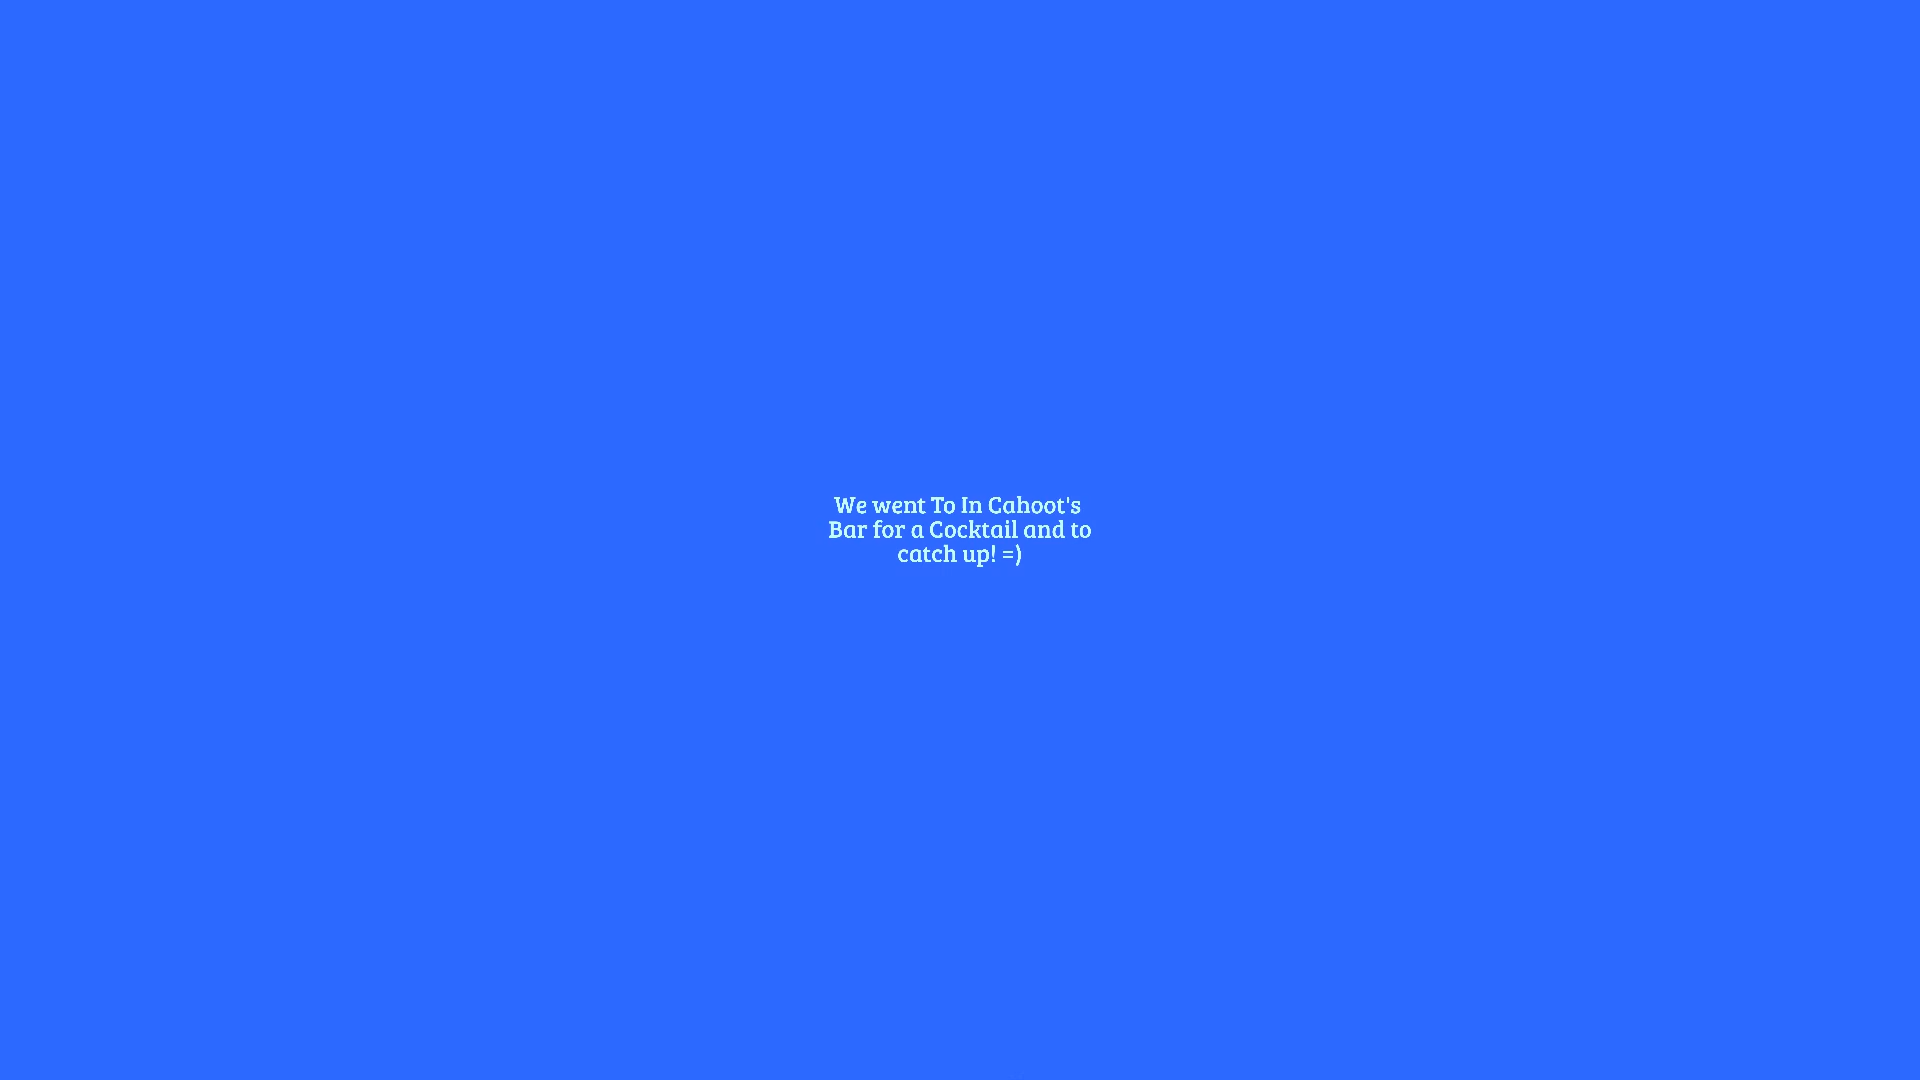 We went To In Cahoot's
Bar for a Cocktail and to
catch up! =)